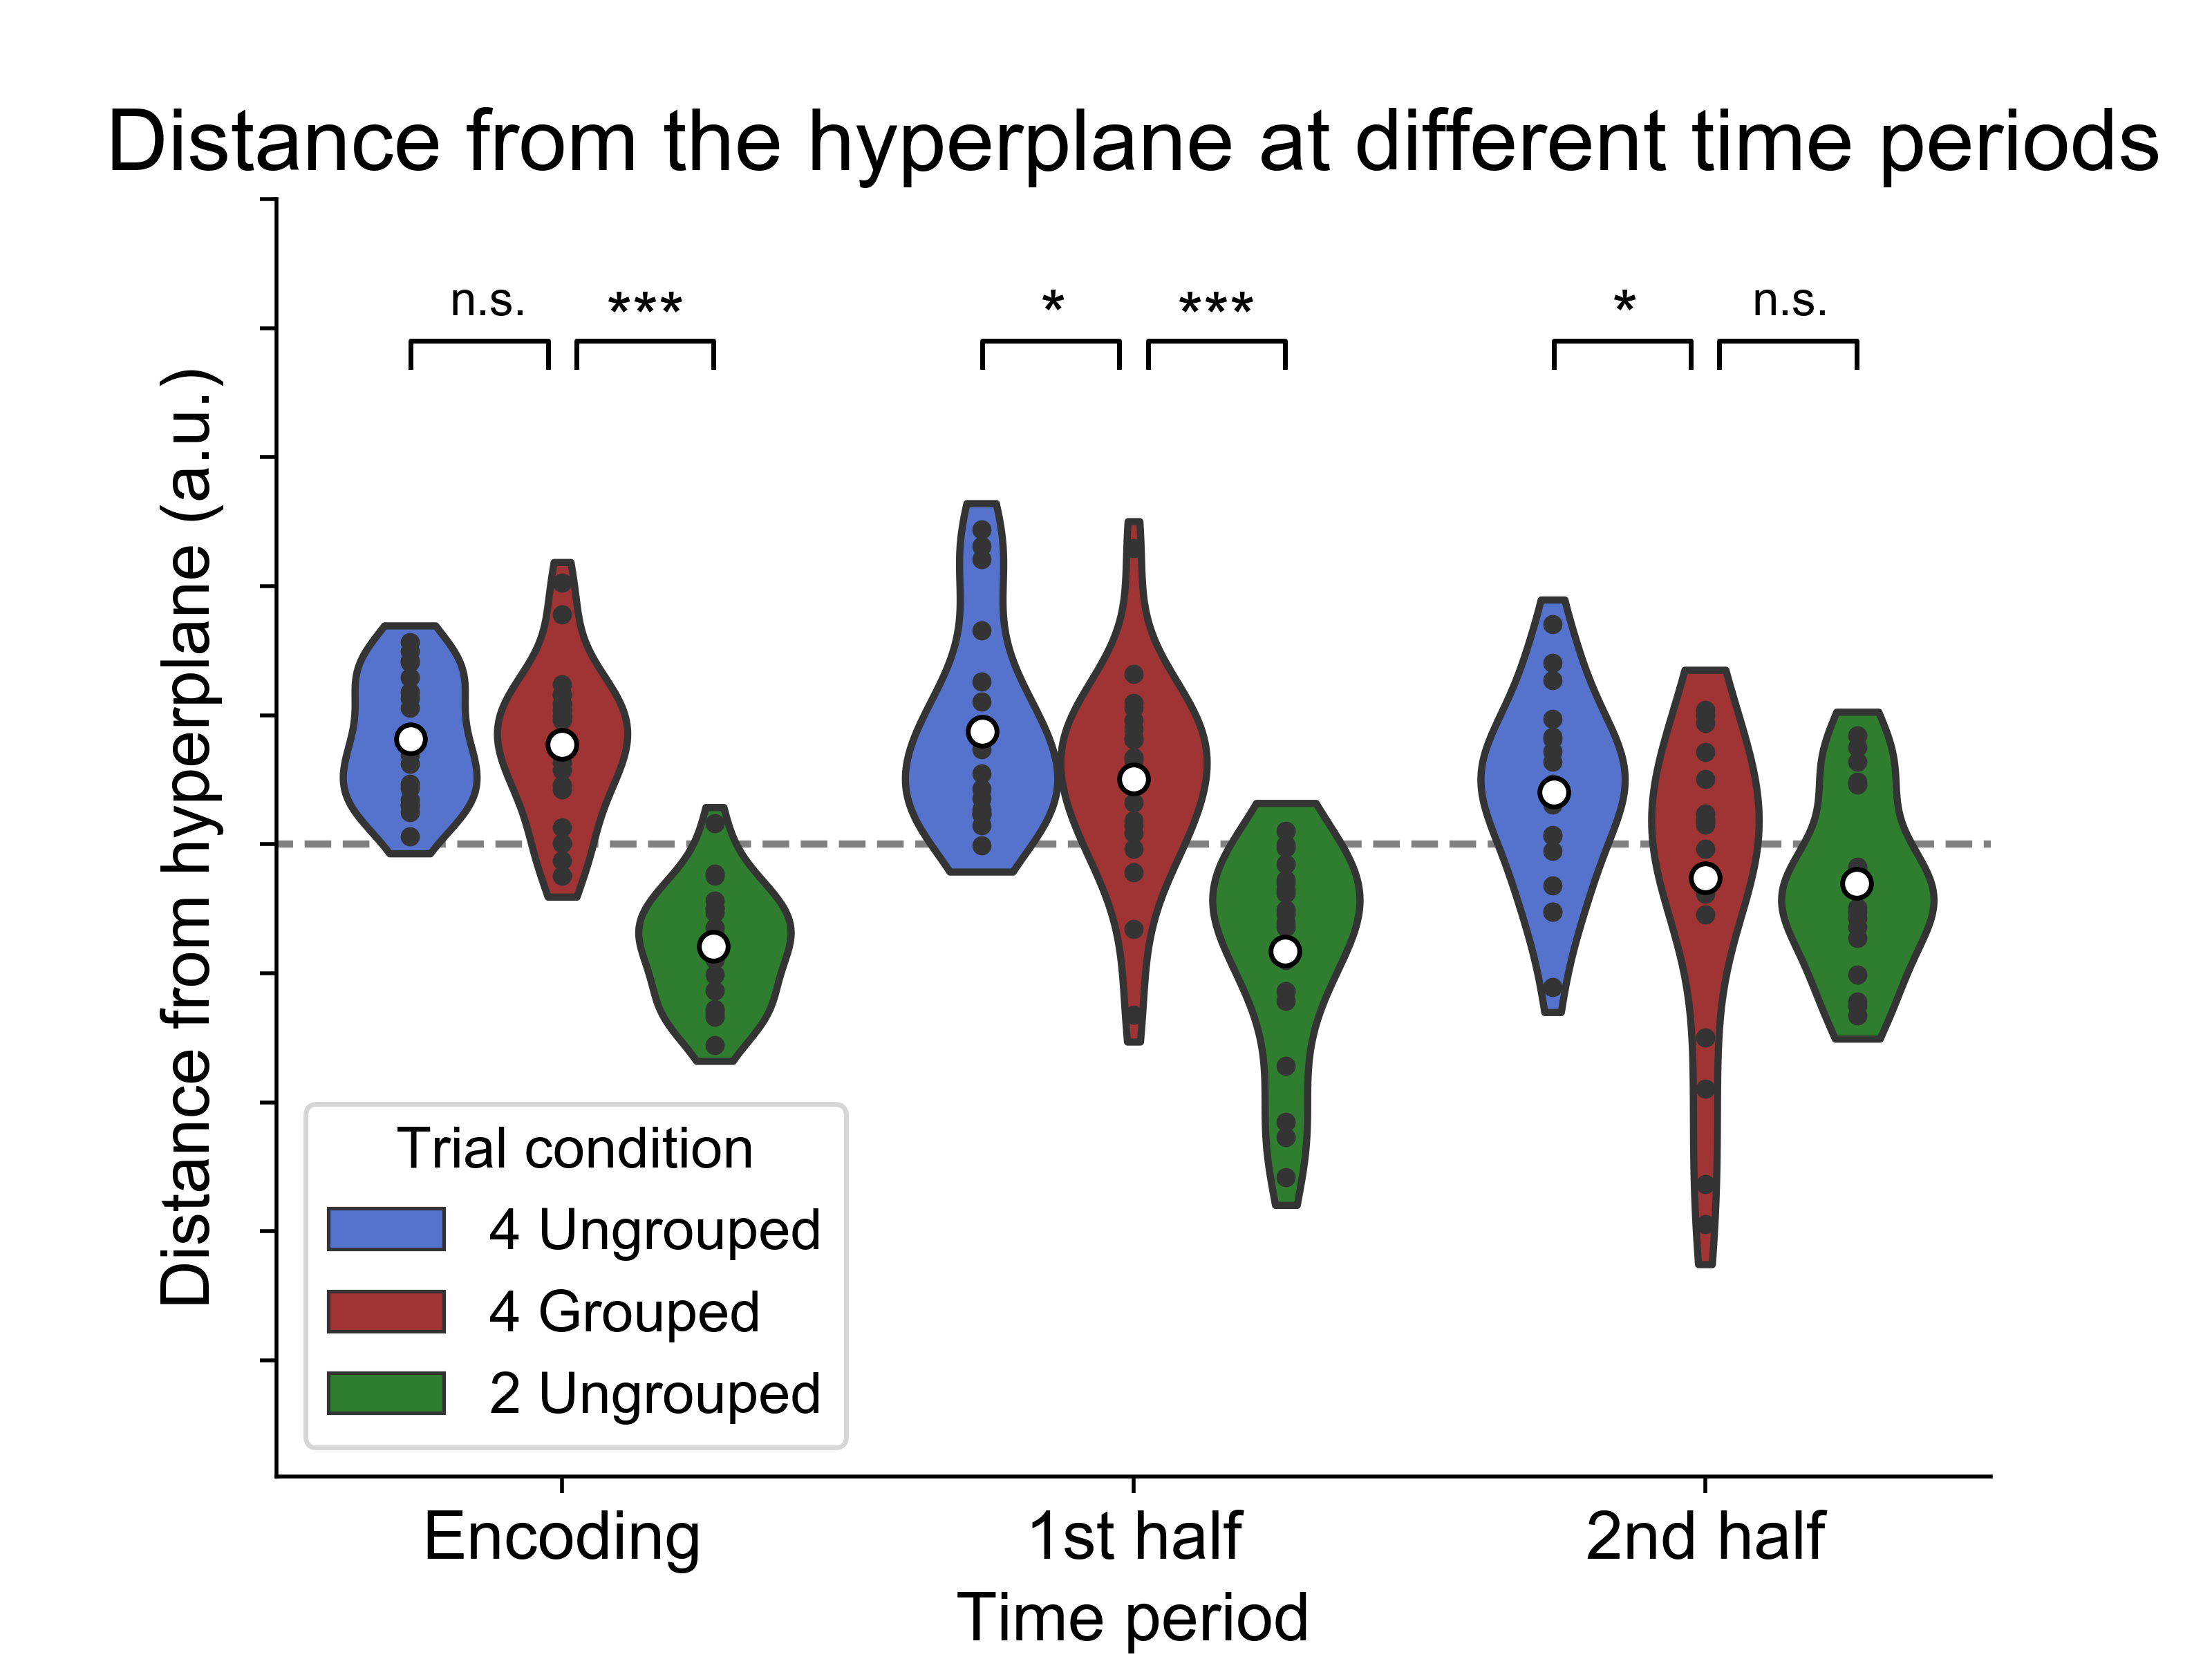 Distance from the hyperplane at different time periods
n.s.
***
*
***
*
n.s.
Distance from hyperplane (a.u.)
Trial condition
4 Ungrouped
4 Grouped
2 Ungrouped
Encoding
1st half
2nd half
Time period